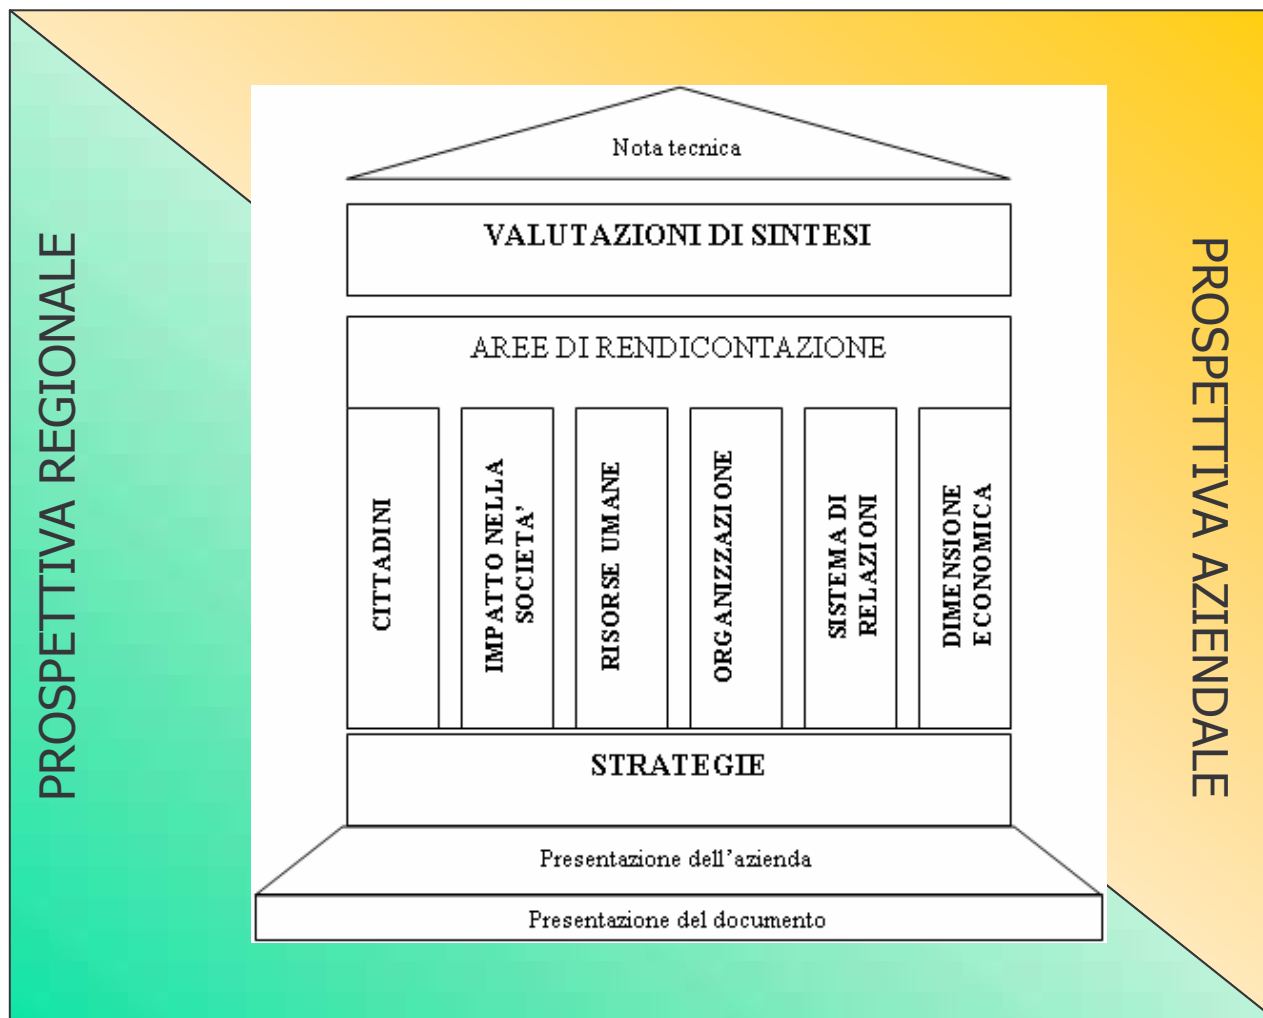 PROSPETTIVA REGIONALE
Nota tecnica
VALUTAZIONI DI SINTESI
AREE DI RENDICONTAZIONE
CITTADINI
IMPATTO NELLA
SOCIETA’
RISORSE UMANE
ORGANIZZAZIONE
SISTEMA DI
RELAZIONI
DIMENSIONE
ECONOMICA
STRATEGIE
Presentazione dell’azienda
Presentazione del documento
PROSPETTIVA AZIENDALE